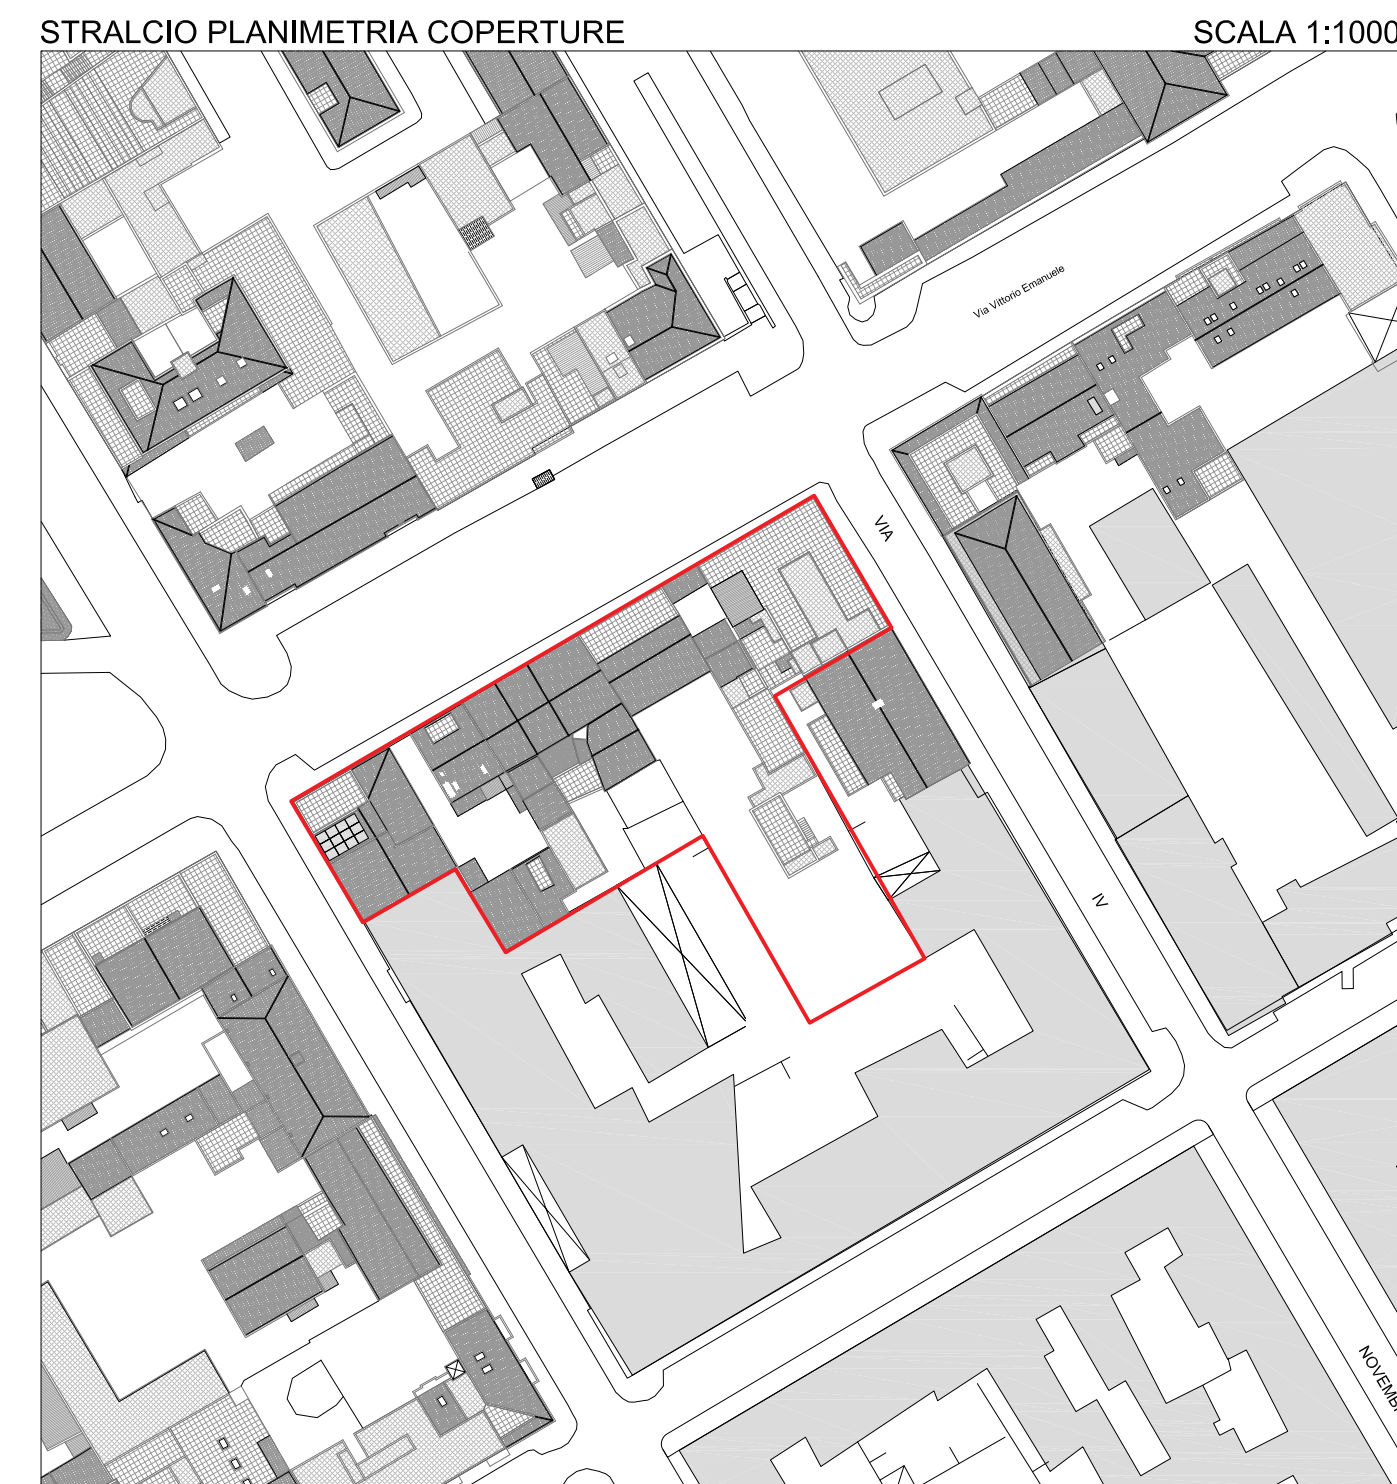 STRALCIO PLANIMETRIA COPERTURE
SCALA 1:1000
Via Vittorio Emanuele
VIA
IV
NOVEMB